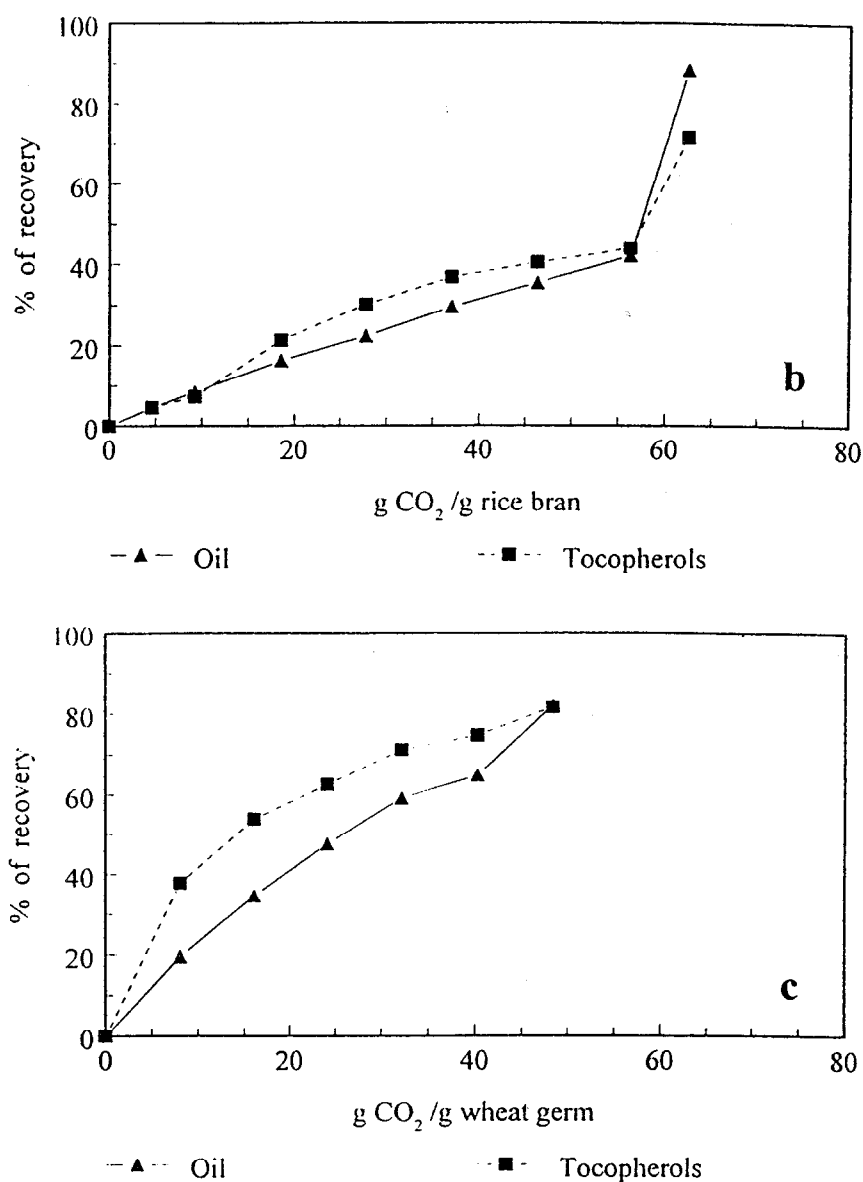 100
80
60
40
20
0
% of recovery
0 20 40 60 80
b
g CO₂ /g rice bran
Oil Tocopherols
100
80
60
40
20
0
% of recovery
0 20 40 60 80
c
g CO₂ /g wheat germ
Oil Tocopherols